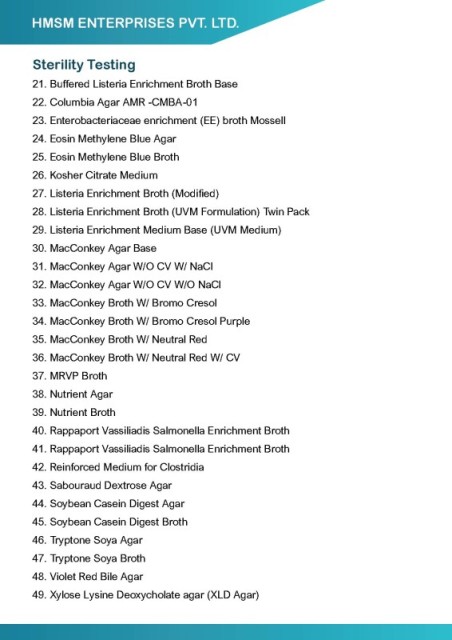 HMSM ENTERPRISES PVT. LTD.
Sterility Testing
21. Buffered Listeria Enrichment Broth Base
22. Columbia Agar AMR -CMBA-01
23. Enterobacteriaceae enrichment (EE) broth Mossell
24. Eosin Methylene Blue Agar
25. Eosin Methylene Blue Broth
26. Kosher Citrate Medium
27. Listeria Enrichment Broth (Modified)
28. Listeria Enrichment Broth (UVM Formulation) Twin Pack
29. Listeria Enrichment Medium Base (UVM Medium)
30. MacConkey Agar Base
31. MacConkey Agar W/O CV W/ NaCl
32. MacConkey Agar W/O CV W/O NaCl
33. MacConkey Broth W/ Bromo Cresol
34. MacConkey Broth W/ Bromo Cresol Purple
35. MacConkey Broth W/ Neutral Red
36. MacConkey Broth W/ Neutral Red W/ CV
37. MRVP Broth
38. Nutrient Agar
39. Nutrient Broth
40. Rappaport Vassiliadis Salmonella Enrichment Broth
41. Rappaport Vassiliadis Salmonella Enrichment Broth
42. Reinforced Medium for Clostridia
43. Sabouraud Dextrose Agar
44. Soybean Casein Digest Agar
45. Soybean Casein Digest Broth
46. Tryptone Soya Agar
47. Tryptone Soya Broth
48. Violet Red Bile Agar
49. Xylose Lysine Deoxycholate agar (XLD Agar)